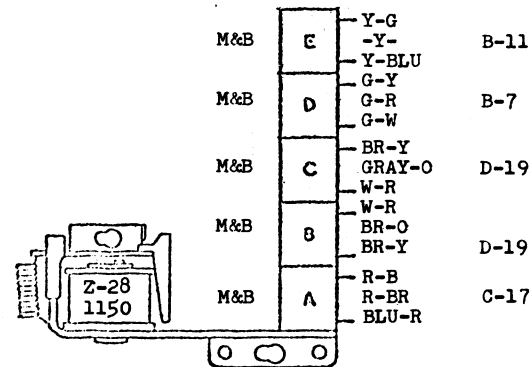 Y-G
M&B E -Y- B-11
Y-BLU
G-Y
M&B D G-R B-7
G-W
BR-Y
M&B C GRAY-O D-19
W-R
W-R
M&B B BR-O
BR-Y D-19
R-B
Z-28 M&B A R-BR C-17
1150 BLU-R